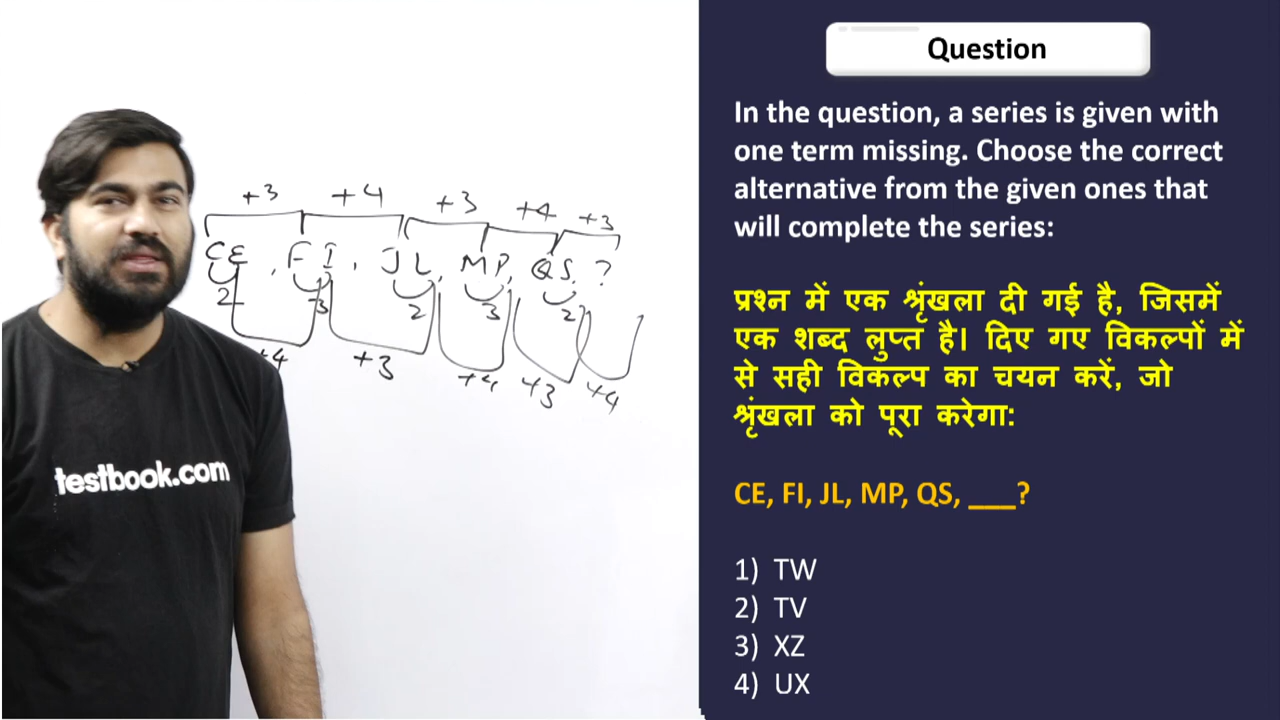 +3 +4 +3 +4 +3
CE, FI, JL, MP, QS, ?
2 3 2 3 2
+4 +3 +4 +3 +4
testbook.com
Question
In the question, a series is given with
one term missing. Choose the correct
alternative from the given ones that
will complete the series:
प्रश्न में एक श्रृंखला दी गई है, जिसमें
एक शब्द लुप्त है। दिए गए विकल्पों में
से सही विकल्प का चयन करें, जो
श्रृंखला को पूरा करेगा:
CE, FI, JL, MP, QS, ___?
1) TW
2) TV
3) XZ
4) UX